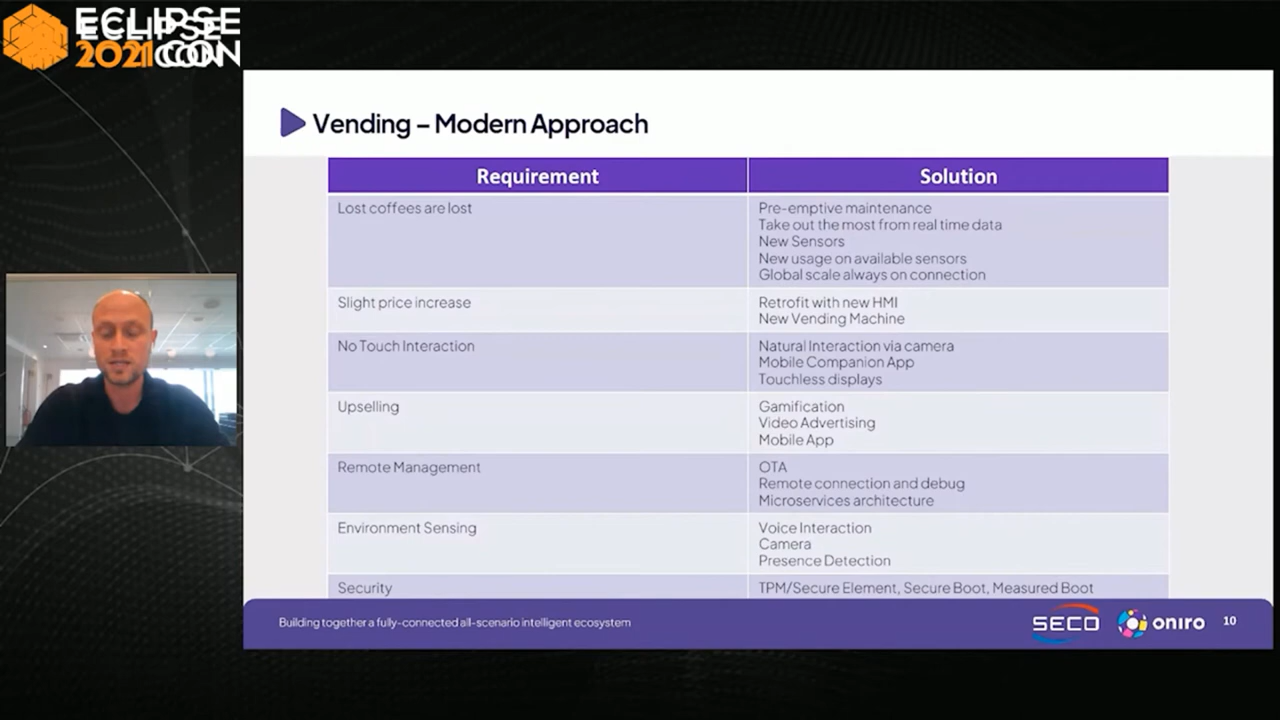 ECLIPSE
2021 CON
Vending – Modern Approach
Requirement
Solution
Lost coffees are lost
Pre-emptive maintenance
Take out the most from real time data
New Sensors
New usage on available sensors
Global scale always on connection
Slight price increase
Retrofit with new HMI
New Vending Machine
No Touch Interaction
Natural Interaction via camera
Mobile Companion App
Touchless displays
Upselling
Gamification
Video Advertising
Mobile App
Remote Management
OTA
Remote connection and debug
Microservices architecture
Environment Sensing
Voice Interaction
Camera
Presence Detection
Security
TPM/Secure Element, Secure Boot, Measured Boot
Building together a fully-connected all-scenario intelligent ecosystem
SECO
oniro
10